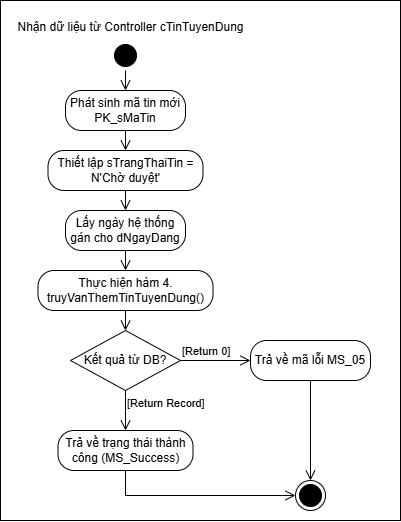 Nhận dữ liệu từ Controller cTinTuyenDung
Phát sinh mã tin mới
PK_sMaTin
Thiết lập sTrangThaiTin =
N'Chờ duyệt'
Lấy ngày hệ thống
gán cho dNgayDang
Thực hiện hàm 4.
truyVanThemTinTuyenDung()
Kết quả từ DB?
[Return 0]
Trả về mã lỗi MS_05
[Return Record]
Trả về trạng thái thành
công (MS_Success)